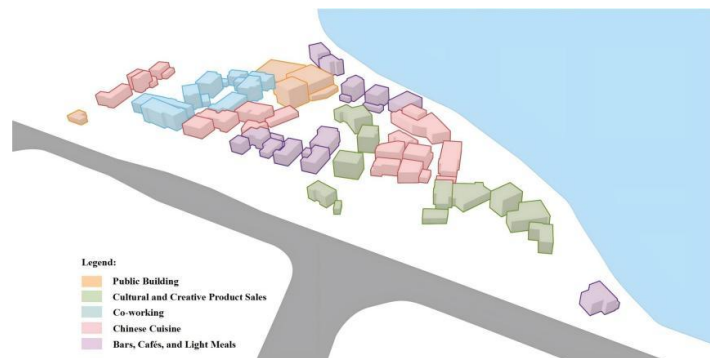 Legend:
Public Building
Cultural and Creative Product Sales
Co-working
Chinese Cuisine
Bars, Cafés, and Light Meals